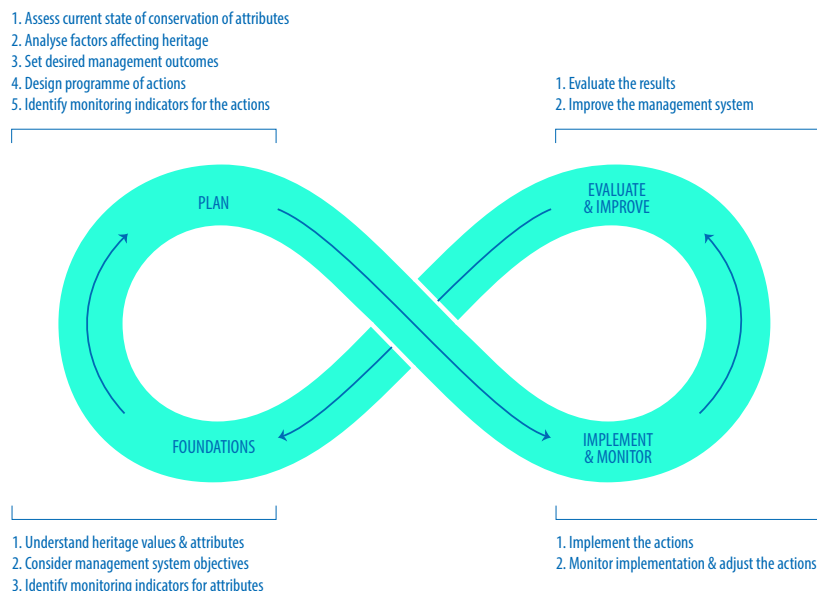 1. Assess current state of conservation of attributes
2. Analyse factors affecting heritage
3. Set desired management outcomes
4. Design programme of actions
5. Identify monitoring indicators for the actions
1. Evaluate the results
2. Improve the management system
PLAN
EVALUATE
& IMPROVE
FOUNDATIONS
IMPLEMENT
& MONITOR
1. Understand heritage values & attributes
2. Consider management system objectives
3. Identify monitoring indicators for attributes
1. Implement the actions
2. Monitor implementation & adjust the actions